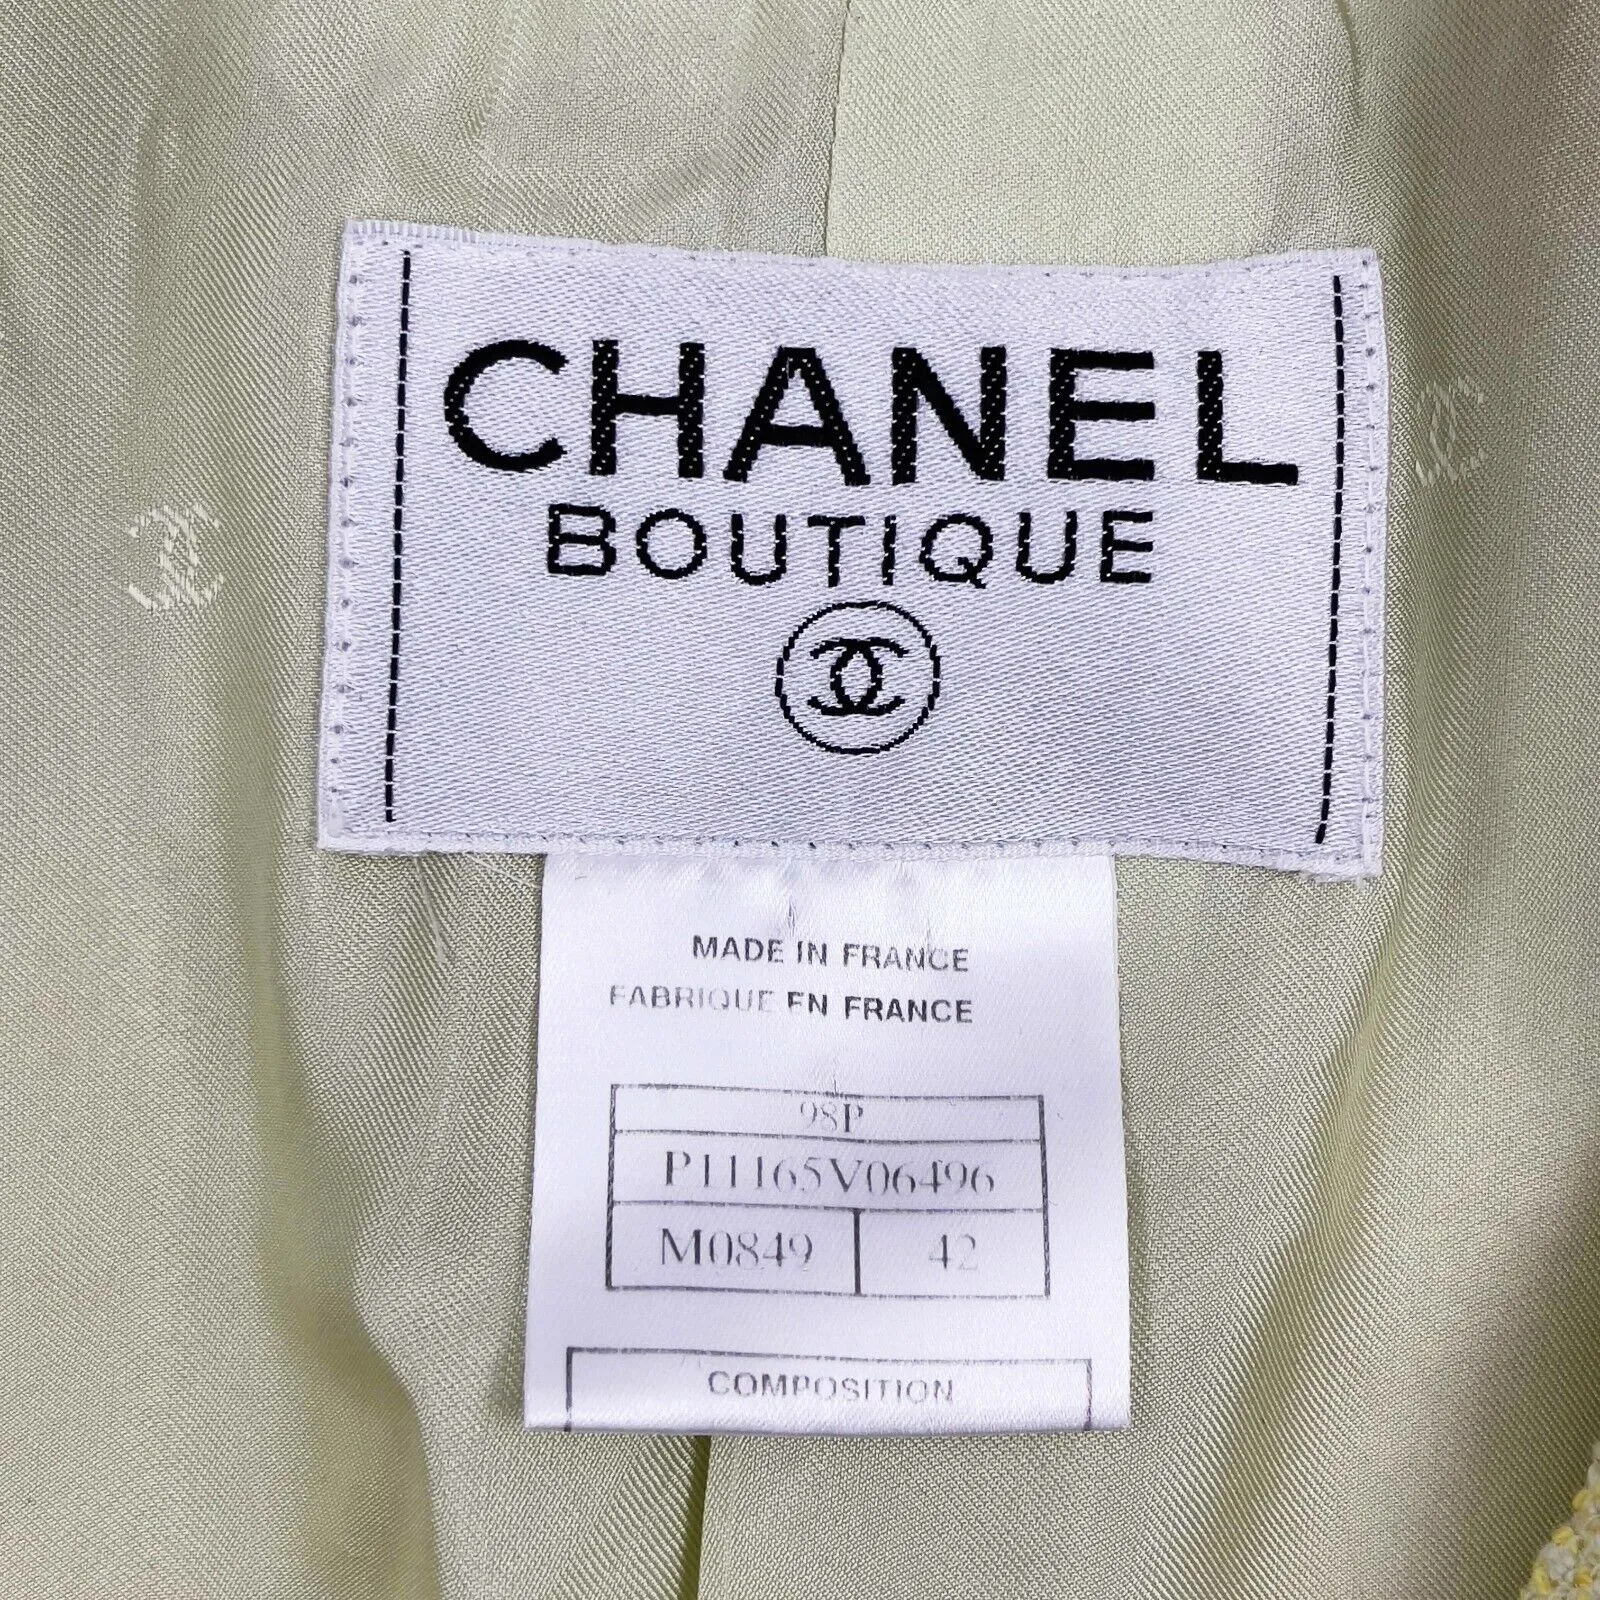 CHANEL
BOUTIQUE
MADE IN FRANCE
FABRIQUE EN FRANCE
98P
P11165V06496
M0849 42
COMPOSITION